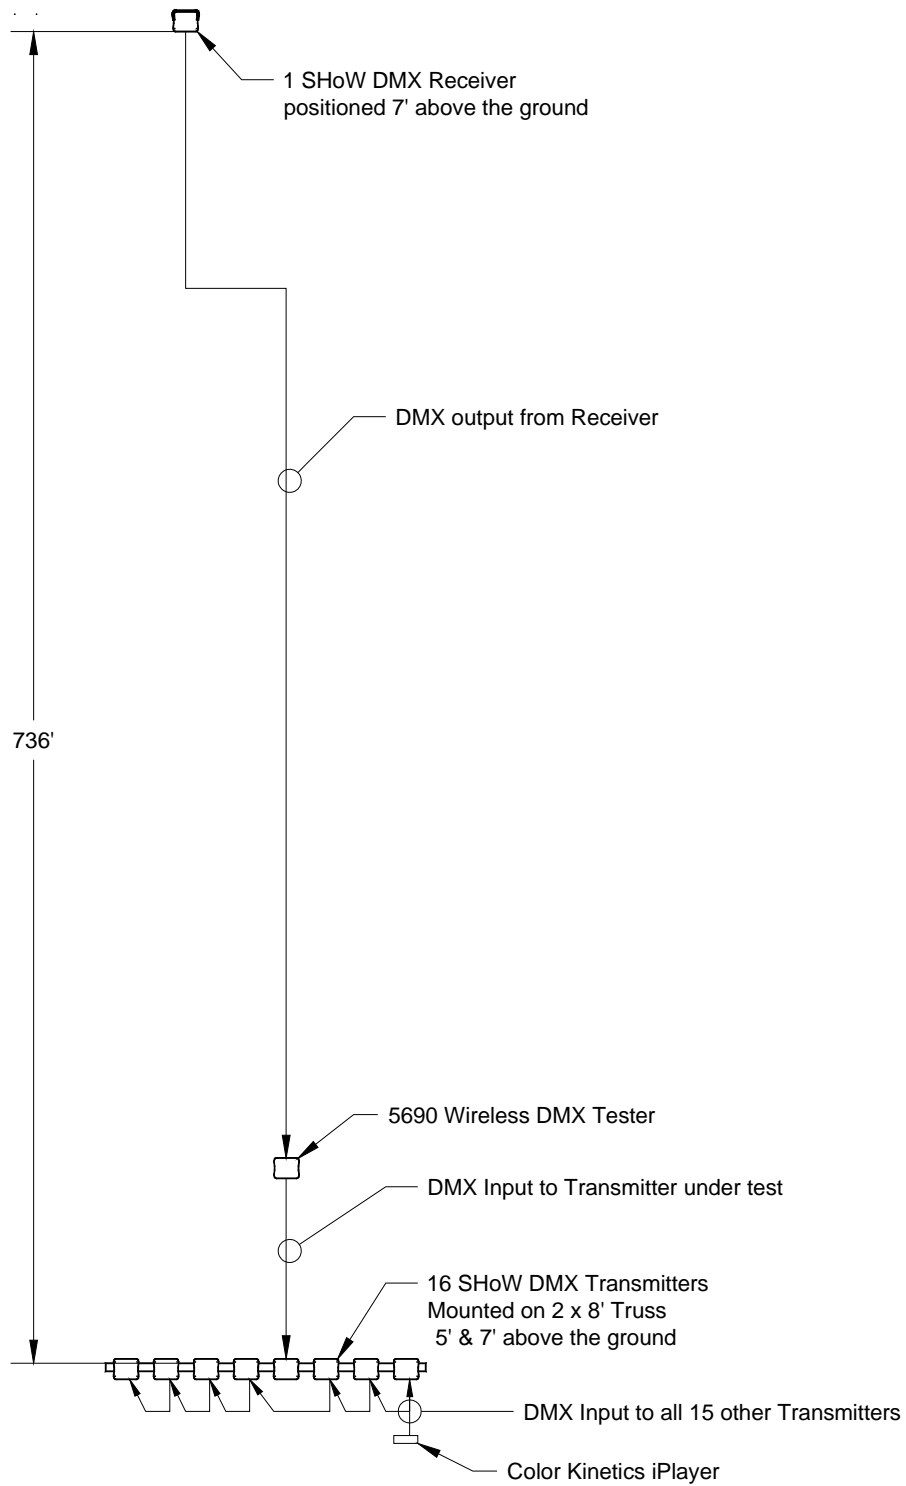 1 SHoW DMX Receiver
positioned 7' above the ground
DMX output from Receiver
736'
5690 Wireless DMX Tester
DMX Input to Transmitter under test
16 SHoW DMX Transmitters
Mounted on 2 x 8' Truss
5' & 7' above the ground
DMX Input to all 15 other Transmitters
Color Kinetics iPlayer